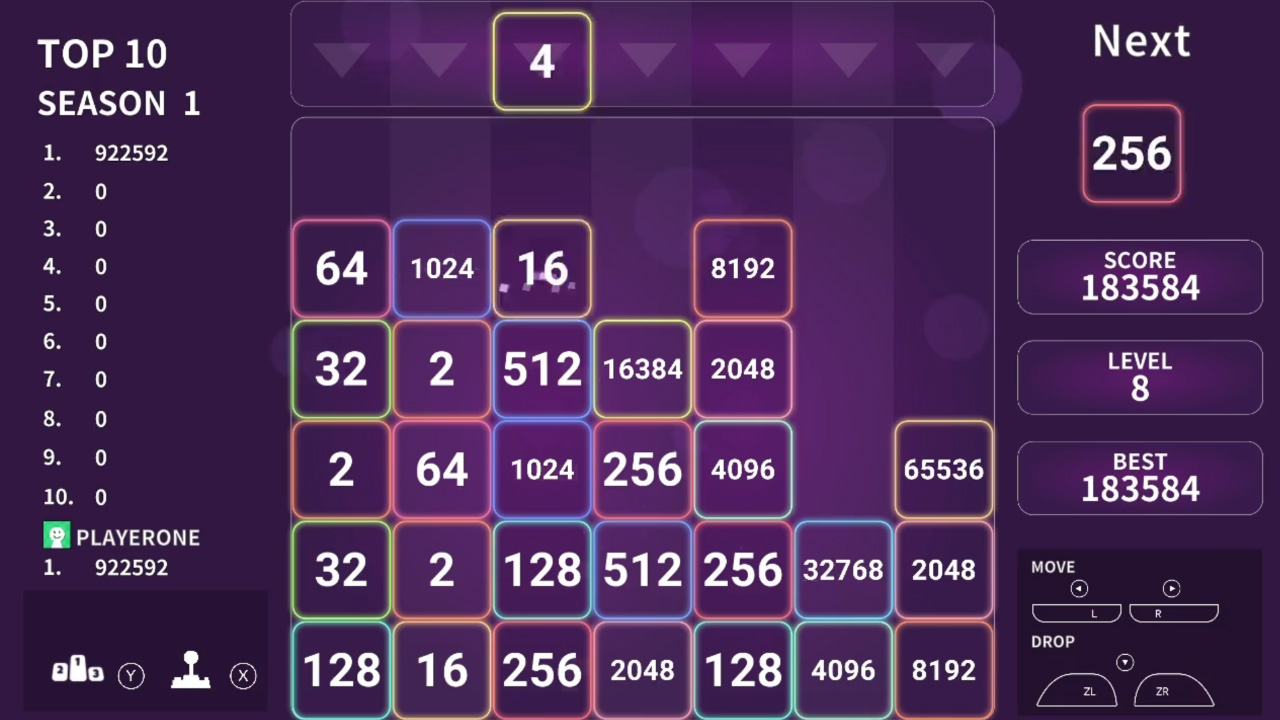 TOP 10
SEASON 1
1. 922592
2. 0
3. 0
4. 0
5. 0
6. 0
7. 0
8. 0
9. 0
10. 0
PLAYERONE
1. 922592
2 1 3 Y X
4
64 1024 16 8192
32 2 512 16384 2048
2 64 1024 256 4096 65536
32 2 128 512 256 32768 2048
128 16 256 2048 128 4096 8192
Next
256
SCORE
183584
LEVEL
8
BEST
183584
MOVE
L R
DROP
ZL ZR